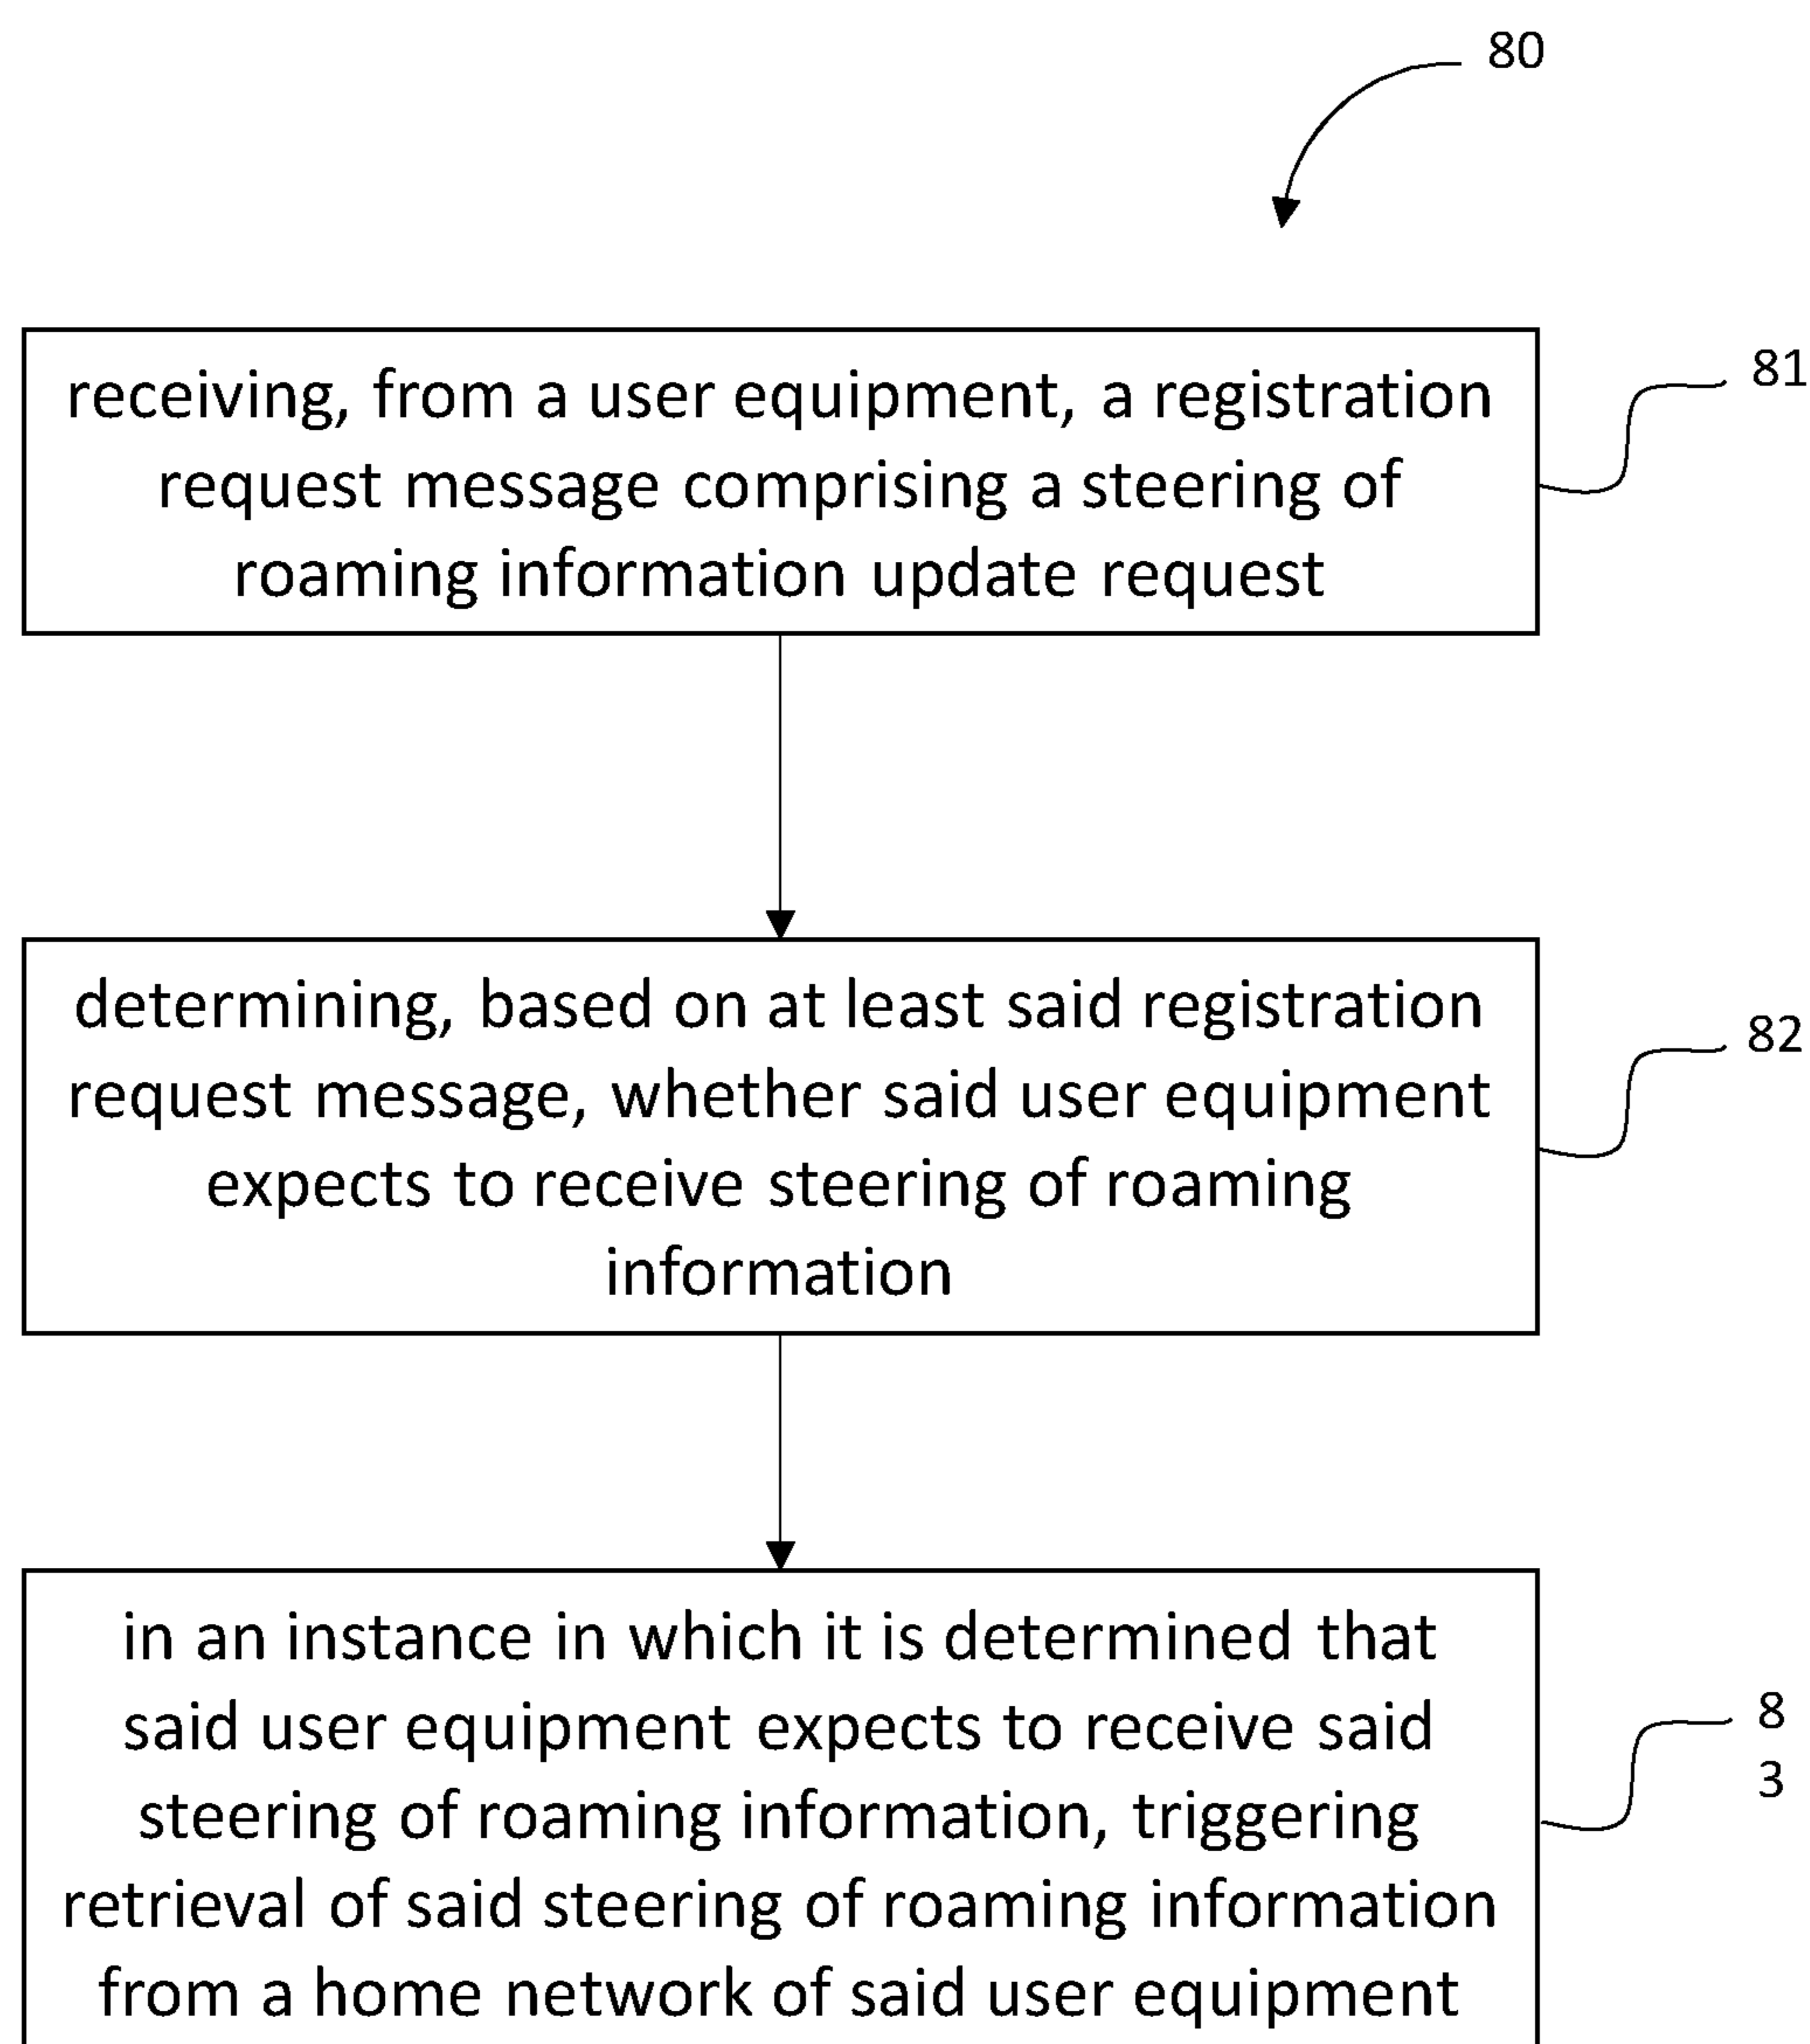 80
receiving, from a user equipment, a registration
request message comprising a steering of
roaming information update request
81
determining, based on at least said registration
request message, whether said user equipment
expects to receive steering of roaming
information
82
in an instance in which it is determined that
said user equipment expects to receive said
steering of roaming information, triggering
retrieval of said steering of roaming information
from a home network of said user equipment
8
3